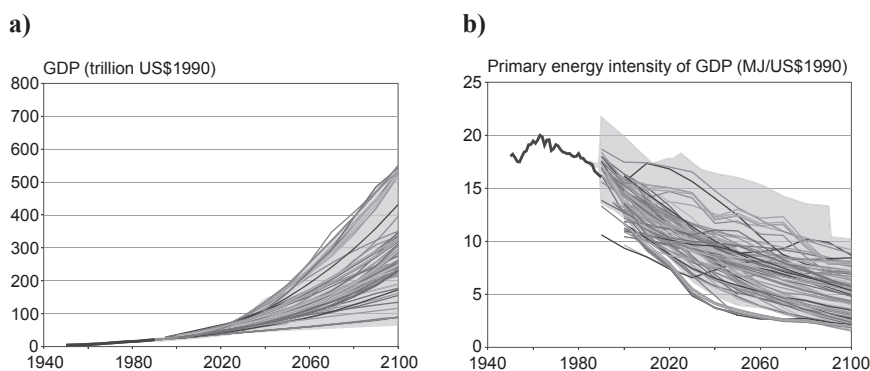 a)
GDP (trillion US$1990)
800
700
600
500
400
300
200
100
0
1940 1980 2020 2060 2100
b)
Primary energy intensity of GDP (MJ/US$1990)
25
20
15
10
5
0
1940 1980 2020 2060 2100